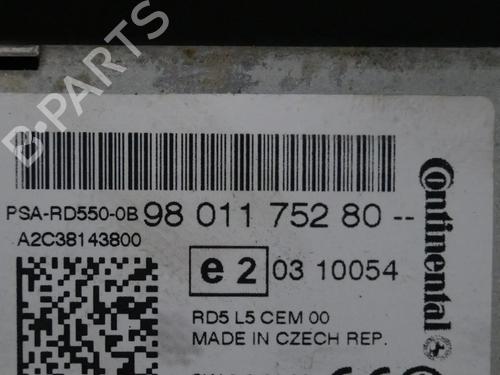 B-PARTS
PSA-RD550-0B 98 011 752 80 --
A2C38143800
e 2 03 10054
RD5 L5 CEM 00
MADE IN CZECH REP.
Continental